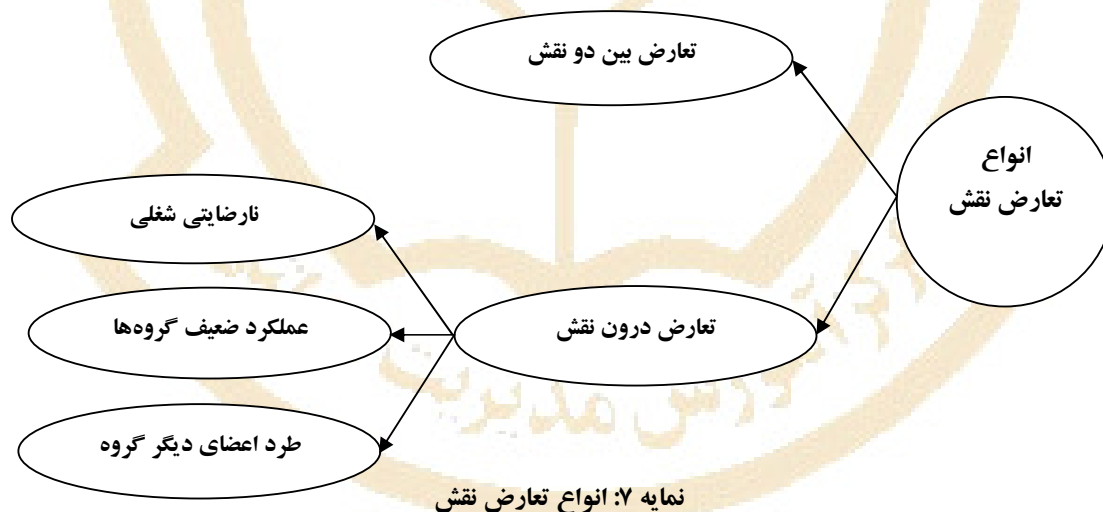 تعارض بین دو نقش
انواع
تعارض نقش
نارضایتی شغلی
تعارض درون نقش
عملکرد ضعیف گروه‌ها
طرد اعضای دیگر گروه
نمایه ۷: انواع تعارض نقش